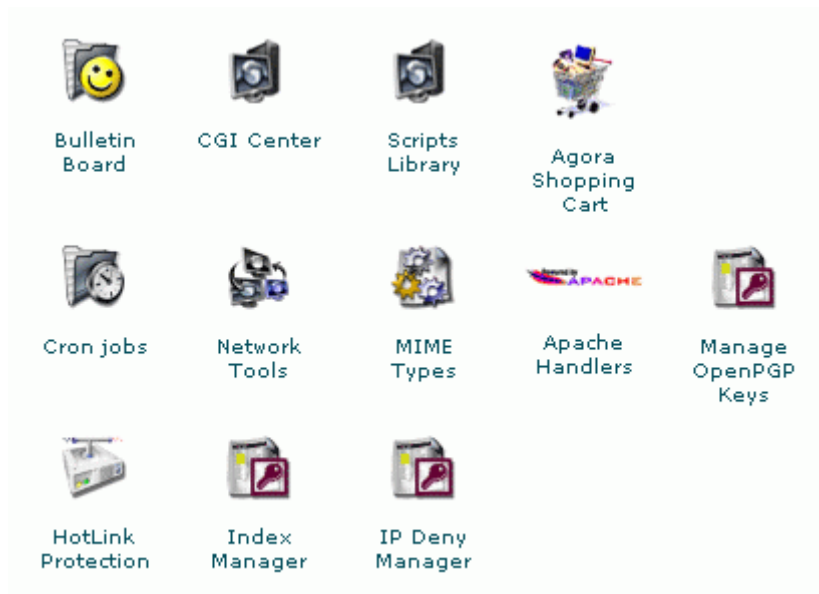 Bulletin
Board
CGI Center
Scripts
Library
Agora
Shopping
Cart
Cron jobs
Network
Tools
MIME
Types
APACHE
Apache
Handlers
Manage
OpenPGP
Keys
HotLink
Protection
Index
Manager
IP Deny
Manager